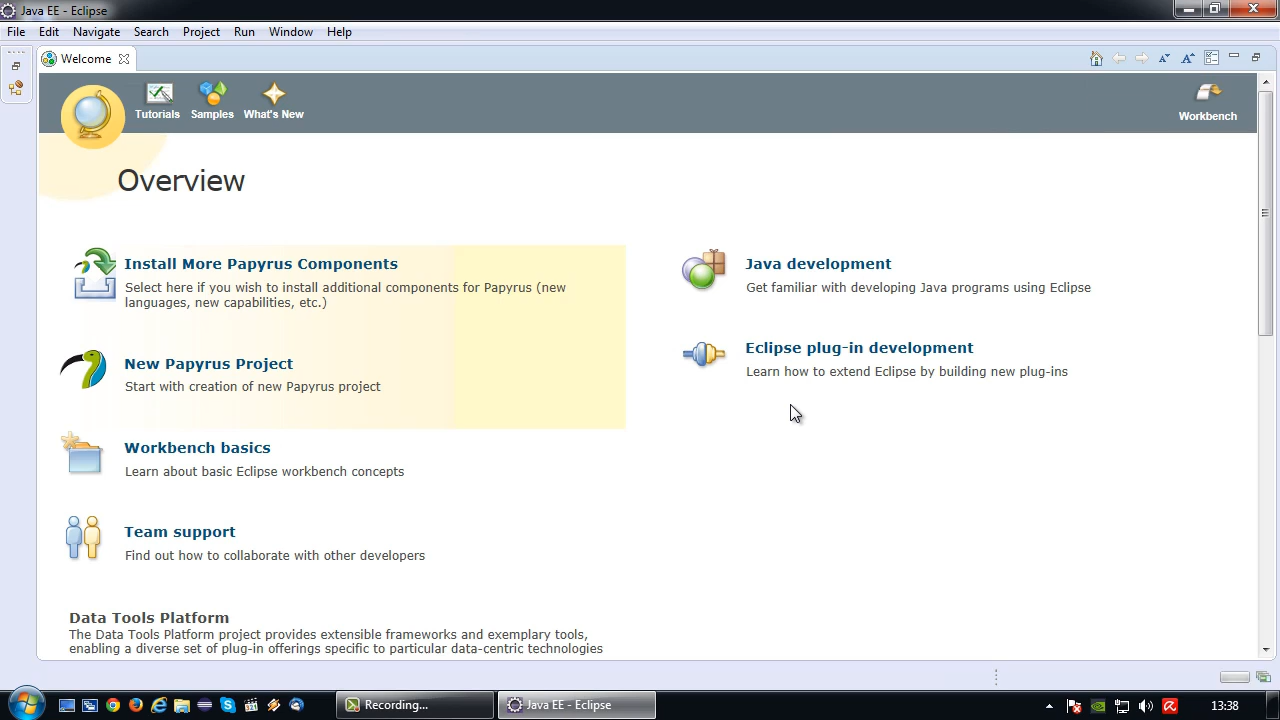 Java EE - Eclipse
File Edit Navigate Search Project Run Window Help
Welcome
Tutorials Samples What's New Workbench
Overview
Install More Papyrus Components
Select here if you wish to install additional components for Papyrus (new
languages, new capabilities, etc.)
New Papyrus Project
Start with creation of new Papyrus project
Workbench basics
Learn about basic Eclipse workbench concepts
Team support
Find out how to collaborate with other developers
Data Tools Platform
The Data Tools Platform project provides extensible frameworks and exemplary tools,
enabling a diverse set of plug-in offerings specific to particular data-centric technologies
Java development
Get familiar with developing Java programs using Eclipse
Eclipse plug-in development
Learn how to extend Eclipse by building new plug-ins
Recording... Java EE - Eclipse 13:38